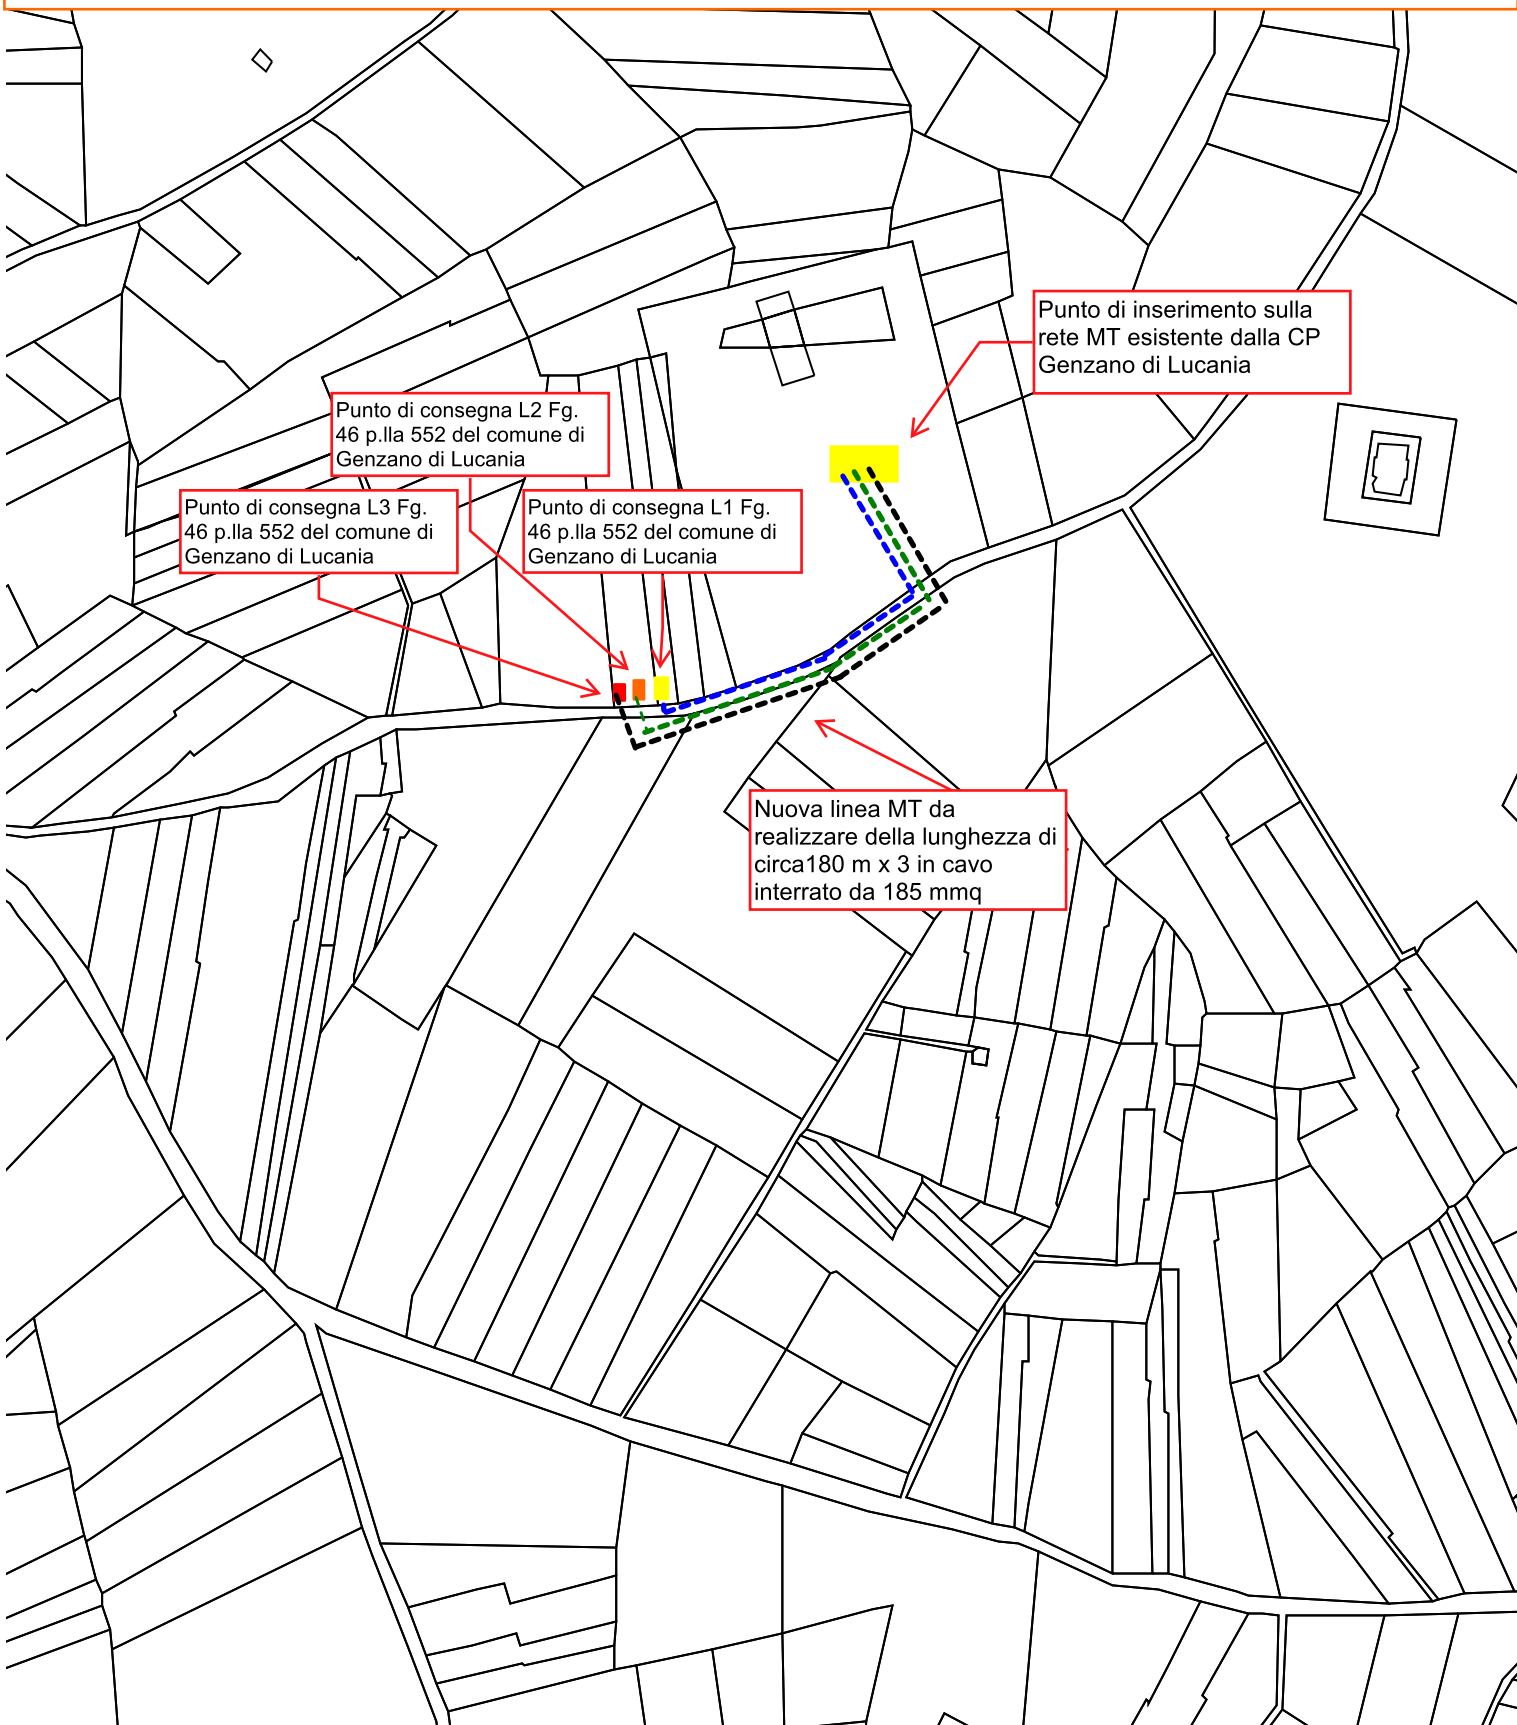 Punto di inserimento sulla
rete MT esistente dalla CP
Genzano di Lucania
Punto di consegna L2 Fg.
46 p.lla 552 del comune di
Genzano di Lucania
Punto di consegna L3 Fg.
46 p.lla 552 del comune di
Genzano di Lucania
Punto di consegna L1 Fg.
46 p.lla 552 del comune di
Genzano di Lucania
Nuova linea MT da
realizzare della lunghezza di
circa180 m x 3 in cavo
interrato da 185 mmq